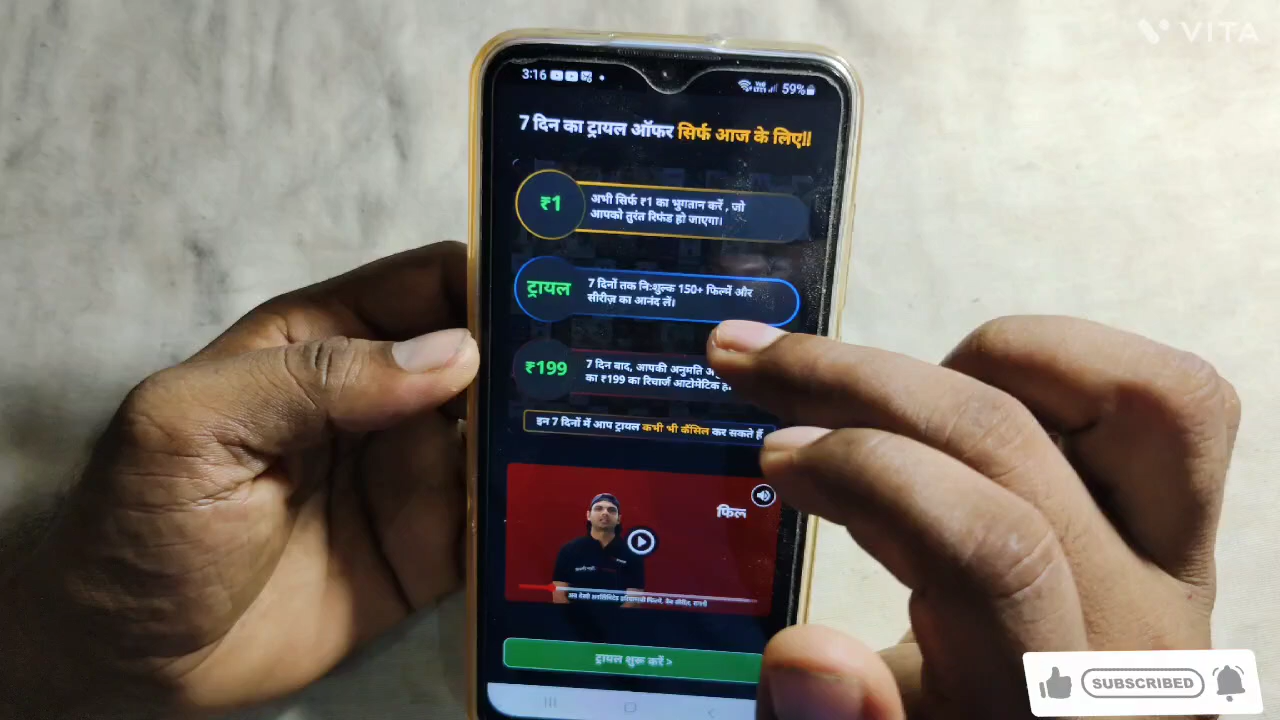 VITA
3:16
59%
7 दिन का ट्रायल ऑफर सिर्फ आज के लिए!!
₹1
अभी सिर्फ ₹1 का भुगतान करें , जो
आपको तुरंत रिफंड हो जाएगा।
ट्रायल
7 दिनों तक निःशुल्क 150+ फिल्में और
सीरीज़ का आनंद लें।
₹199
7 दिन बाद, आपकी अनुमति
का ₹199 का रिचार्ज आटोमेटिक
इन 7 दिनों में आप ट्रायल कभी भी कैंसिल कर सकते हैं
ट्रायल शुरू करें >
SUBSCRIBED